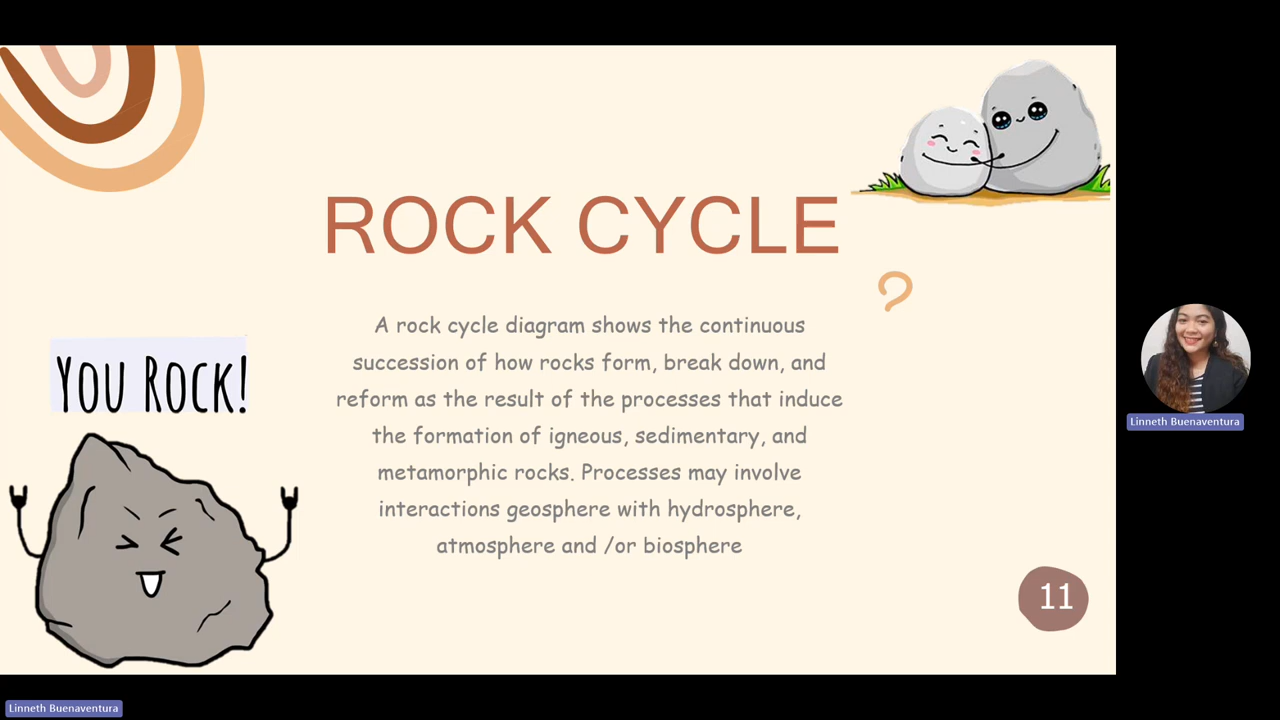 ROCK CYCLE
A rock cycle diagram shows the continuous
succession of how rocks form, break down, and
reform as the result of the processes that induce
the formation of igneous, sedimentary, and
metamorphic rocks. Processes may involve
interactions geosphere with hydrosphere,
atmosphere and /or biosphere
You Rock!
11
Linneth Buenaventura
Linneth Buenaventura